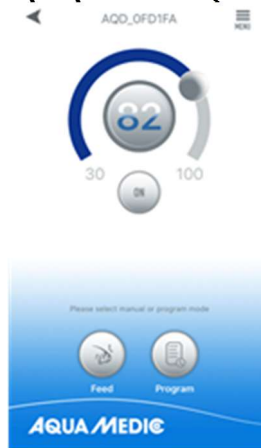 AQD_0FD1FA
MENU
82
30
100
ON
Please select manual or program mode
Feed
Program
AQUA MEDIC